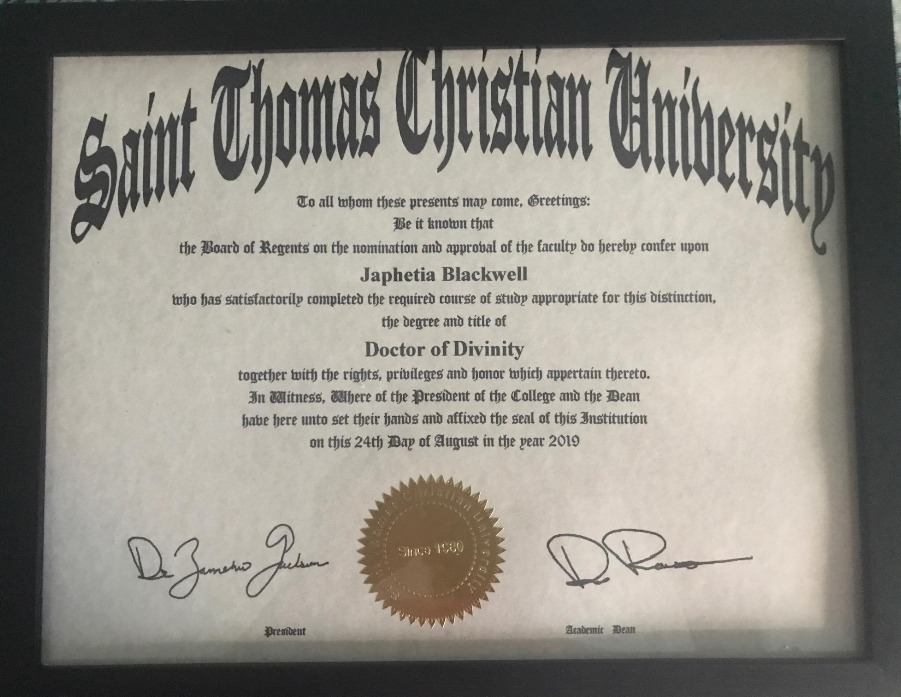 Saint Thomas Christian University
To all whom these presents may come, Greetings:
Be it known that
the Board of Regents on the nomination and approval of the faculty do hereby confer upon
Japhetia Blackwell
who has satisfactorily completed the required course of study appropriate for this distinction,
the degree and title of
Doctor of Divinity
together with the rights, privileges and honor which appertain thereto.
In Witness, Where of the President of the College and the Dean
have here unto set their hands and affixed the seal of this Institution
on this 24th Day of August in the year 2019
Christian University
Since 1980
President
Academic Dean